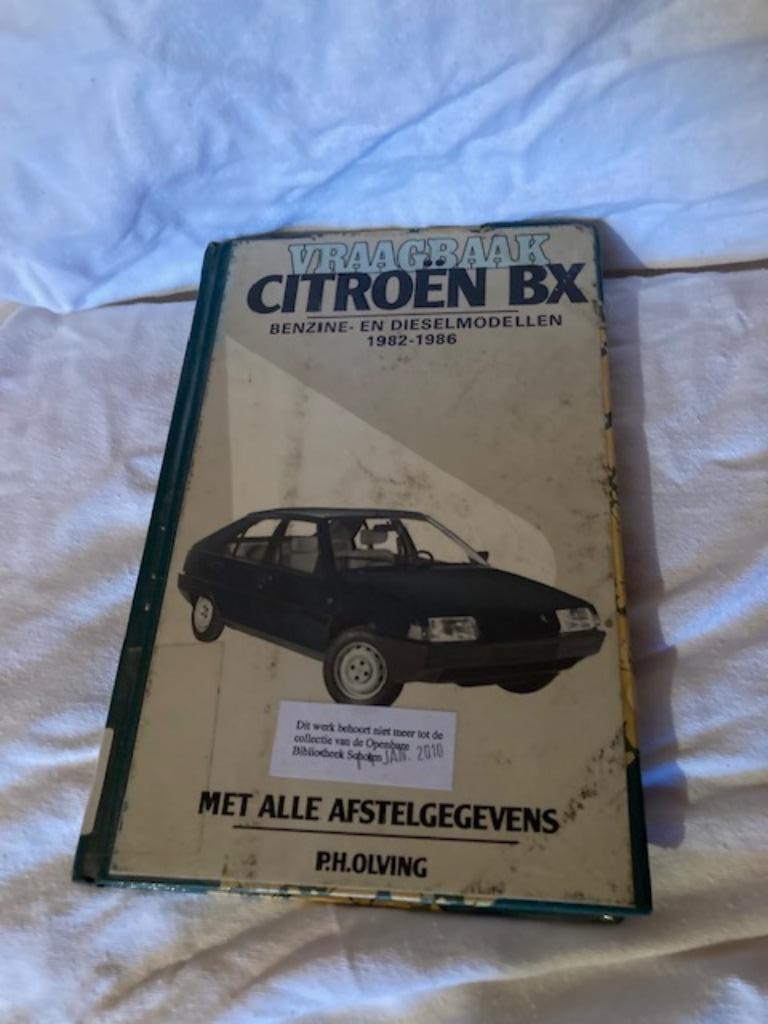 VRAAGBAAK
CITROËN BX
BENZINE- EN DIESELMODELLEN
1982-1986
Dit werk behoort niet meer tot de
collectie van de Openbare
Bibliotheek Schoten JAN. 2010
MET ALLE AFSTELGEGEVENS
P.H.OLVING